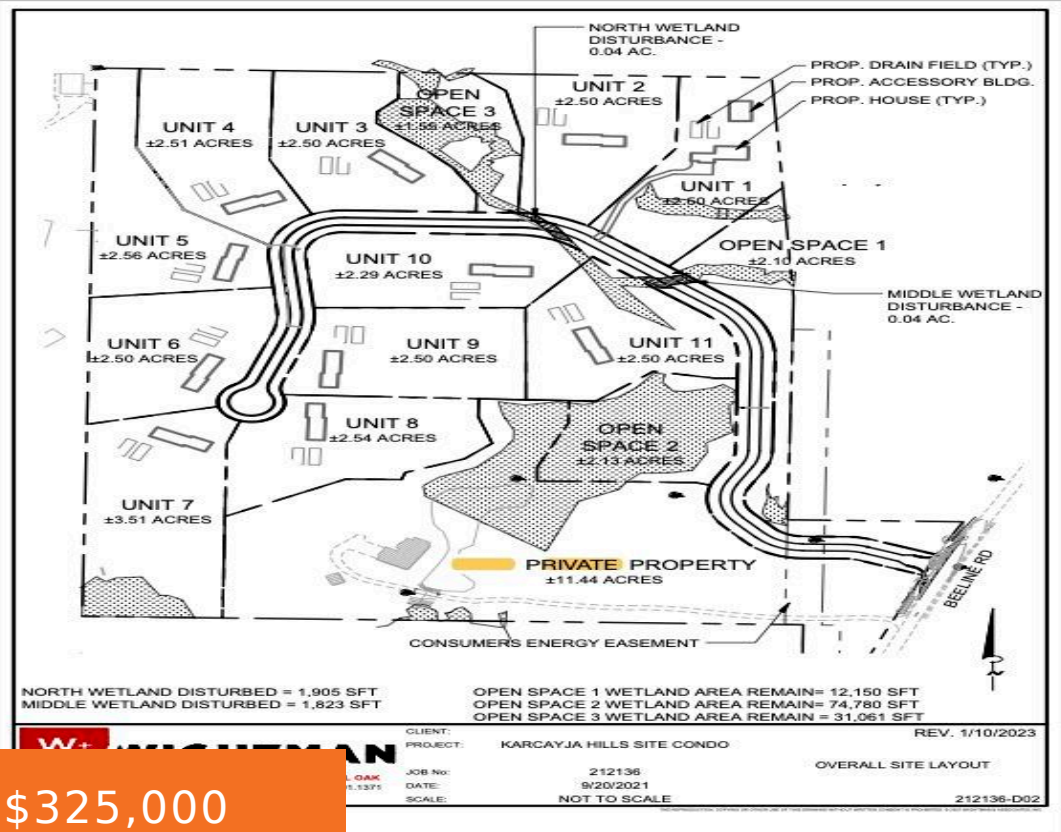 NORTH WETLAND
DISTURBANCE -
0.04 AC.
PROP. DRAIN FIELD (TYP.)
PROP. ACCESSORY BLDG.
PROP. HOUSE (TYP.)
OPEN
SPACE 3
±1.55 ACRES
UNIT 2
±2.50 ACRES
UNIT 4
±2.51 ACRES
UNIT 3
±2.50 ACRES
UNIT 1
±2.60 ACRES
UNIT 5
±2.56 ACRES
UNIT 10
±2.29 ACRES
OPEN SPACE 1
±2.10 ACRES
MIDDLE WETLAND
DISTURBANCE -
0.04 AC.
UNIT 6
±2.50 ACRES
UNIT 9
±2.50 ACRES
UNIT 11
±2.50 ACRES
UNIT 8
±2.54 ACRES
OPEN
SPACE 2
±2.13 ACRES
UNIT 7
±3.51 ACRES
PRIVATE PROPERTY
±11.44 ACRES
BEELINE RD
CONSUMERS ENERGY EASEMENT
NORTH WETLAND DISTURBED = 1,905 SFT
MIDDLE WETLAND DISTURBED = 1,823 SFT
OPEN SPACE 1 WETLAND AREA REMAIN= 12,150 SFT
OPEN SPACE 2 WETLAND AREA REMAIN= 74,780 SFT
OPEN SPACE 3 WETLAND AREA REMAIN = 31,061 SFT
W+
CLIENT:
PROJECT: KARCAYJA HILLS SITE CONDO
JOB No: 212136
DATE: 9/20/2021
SCALE: NOT TO SCALE
REV. 1/10/2023
OVERALL SITE LAYOUT
212136-D02
OAK
$325,000